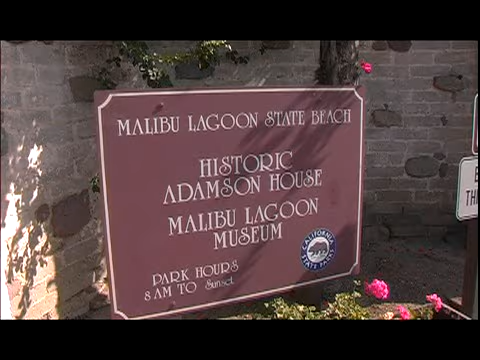 MALIBU LAGOON STATE BEACH
HISTORIC
ADAMSON HOUSE
MALIBU LAGOON
MUSEUM
PARK HOURS
8 AM TO Sunset
CALIFORNIA
STATE PARKS